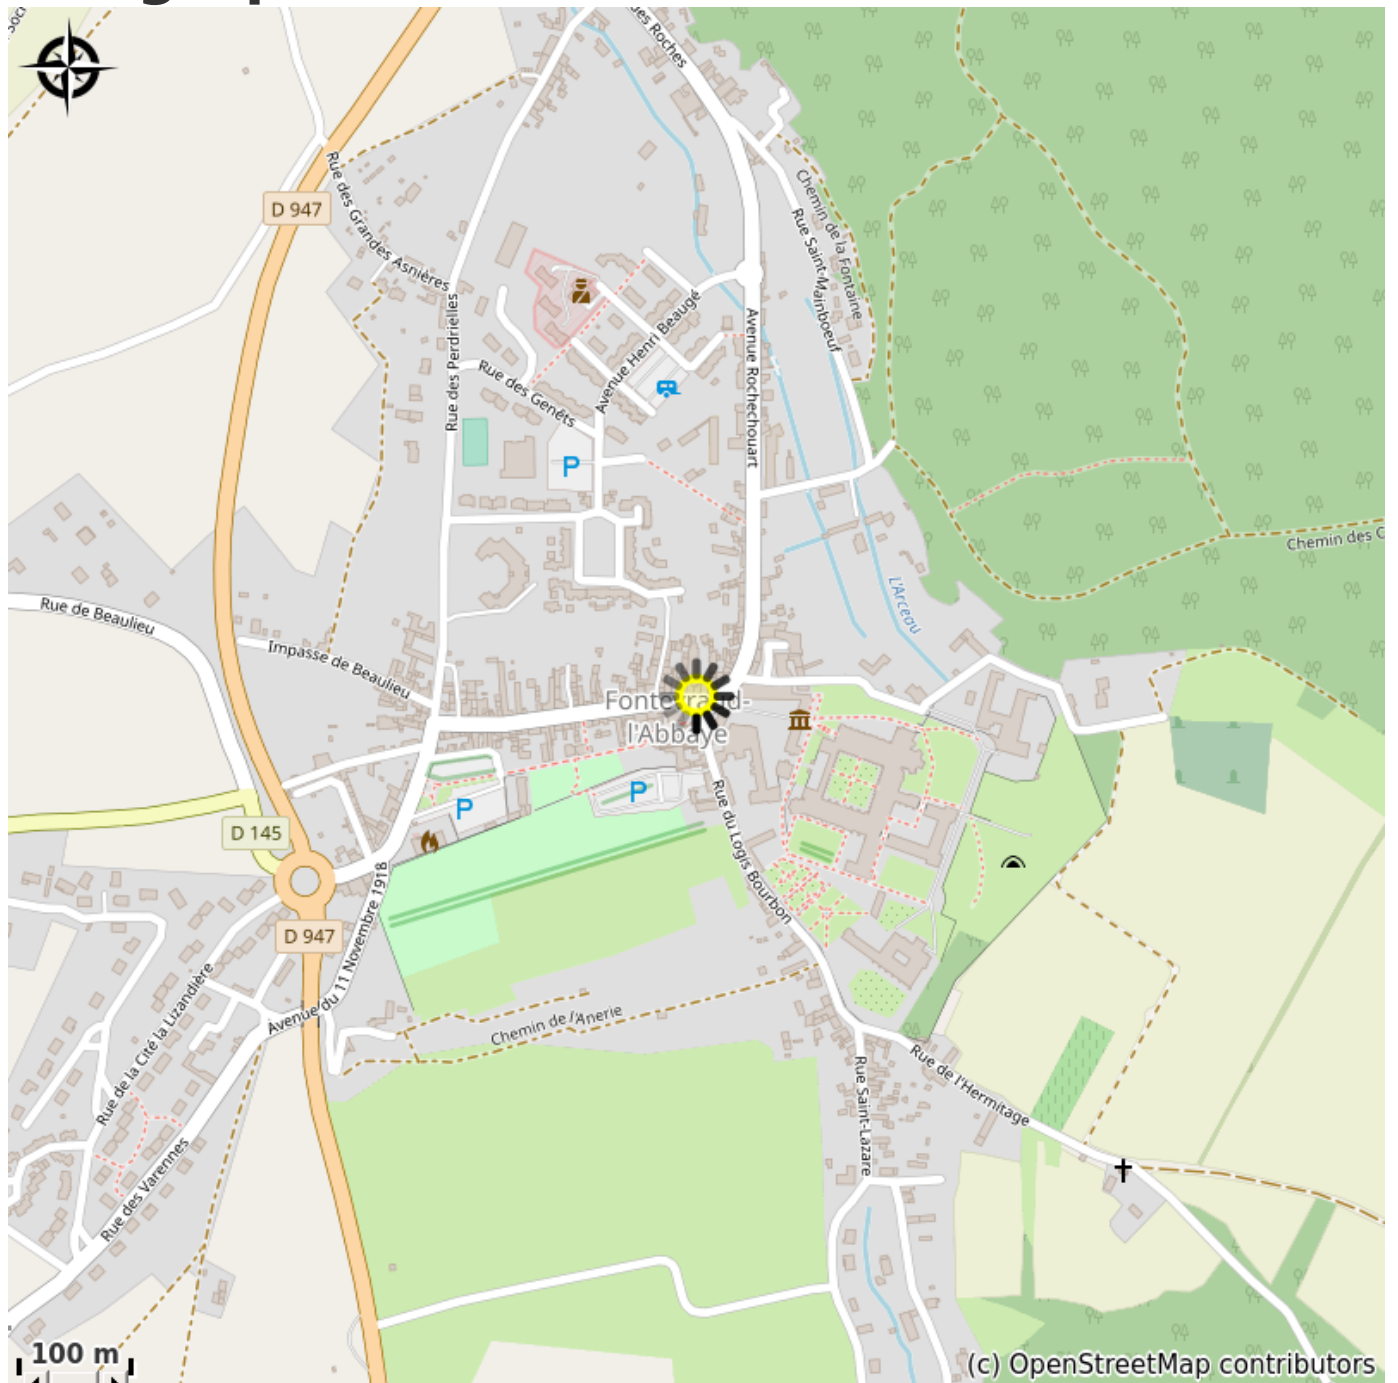 des Roches
Chemin de la Fontaine
Rue Saint-Mainboeuf
Rue des Grandes Asnières
D 947
Rue des Perdrielles
Avenue Henri Beaugé
Avenue Rochechouart
Rue des Genêts
P
Chemin des C
L'Arceau
Rue de Beaulieu
Impasse de Beaulieu
Fontevraud-
l'Abbaye
P
P
D 145
Rue du Logis Bourbon
Avenue du 11 Novembre 1918
D 947
Rue de la Cité la Lizandière
Chemin de l'Anerie
Rue de l'Hermitage
Rue Saint-Lazare
Rue des Varennes
100 m
(c) OpenStreetMap contributors